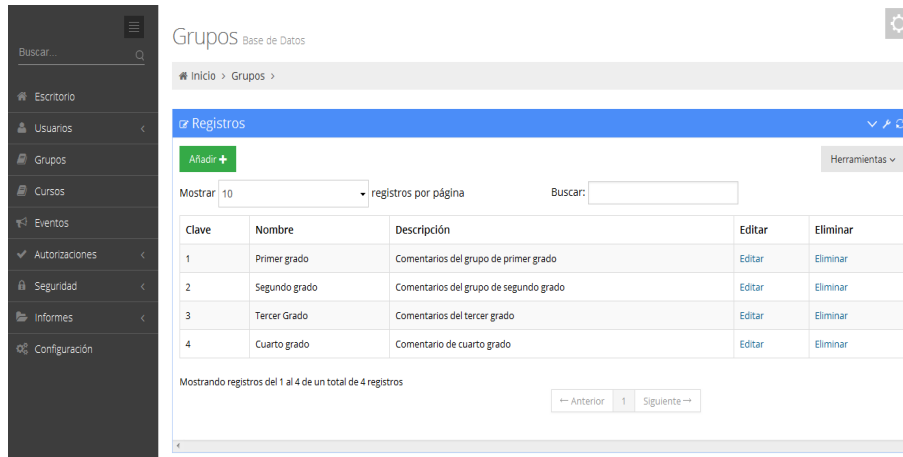 Buscar...
Escritorio
Usuarios
Grupos
Cursos
Eventos
Autorizaciones
Seguridad
Informes
Configuración
Grupos Base de Datos
Inicio > Grupos >
Registros
Añadir +
Herramientas
Mostrar 10 registros por página Buscar:
Clave Nombre Descripción Editar Eliminar
1 Primer grado Comentarios del grupo de primer grado Editar Eliminar
2 Segundo grado Comentarios del grupo de segundo grado Editar Eliminar
3 Tercer Grado Comentarios del tercer grado Editar Eliminar
4 Cuarto grado Comentario de cuarto grado Editar Eliminar
Mostrando registros del 1 al 4 de un total de 4 registros
← Anterior 1 Siguiente →